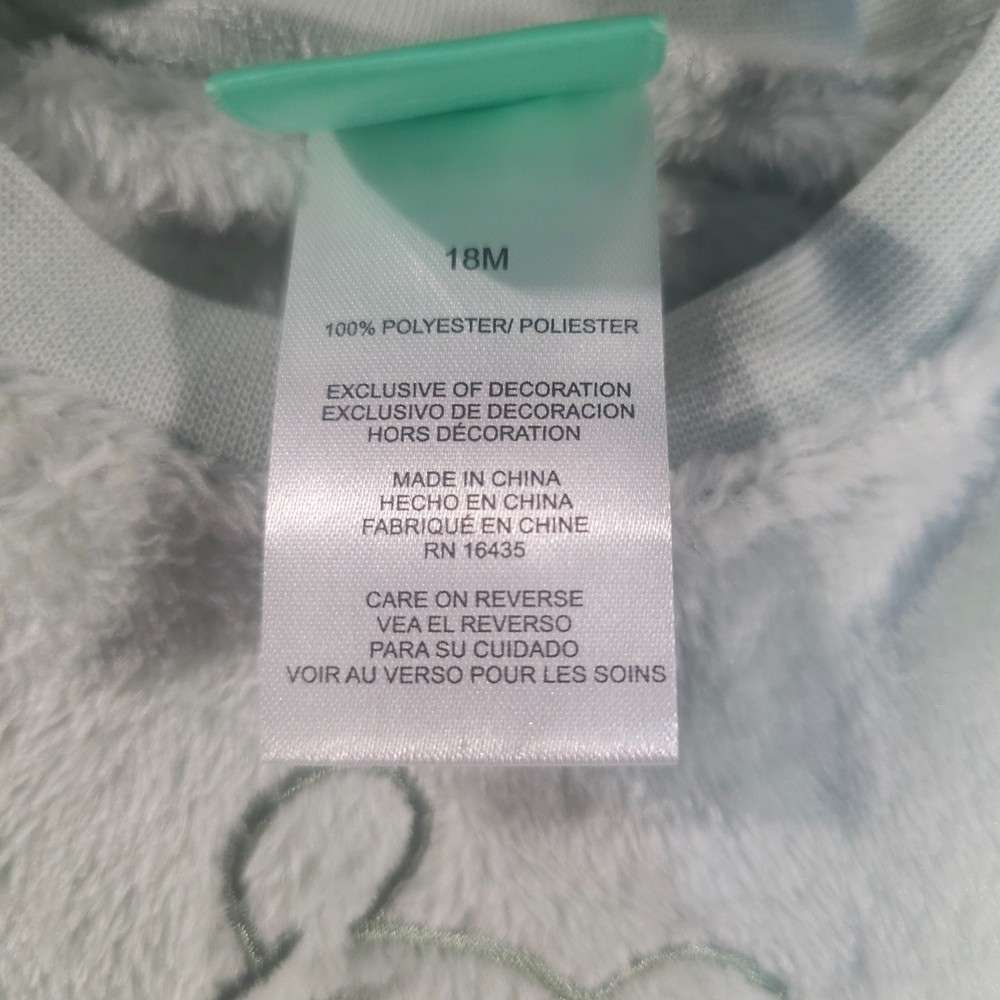 18M
100% POLYESTER/ POLIESTER
EXCLUSIVE OF DECORATION
EXCLUSIVO DE DECORACION
HORS DÉCORATION
MADE IN CHINA
HECHO EN CHINA
FABRIQUÉ EN CHINE
RN 16435
CARE ON REVERSE
VEA EL REVERSO
PARA SU CUIDADO
VOIR AU VERSO POUR LES SOINS